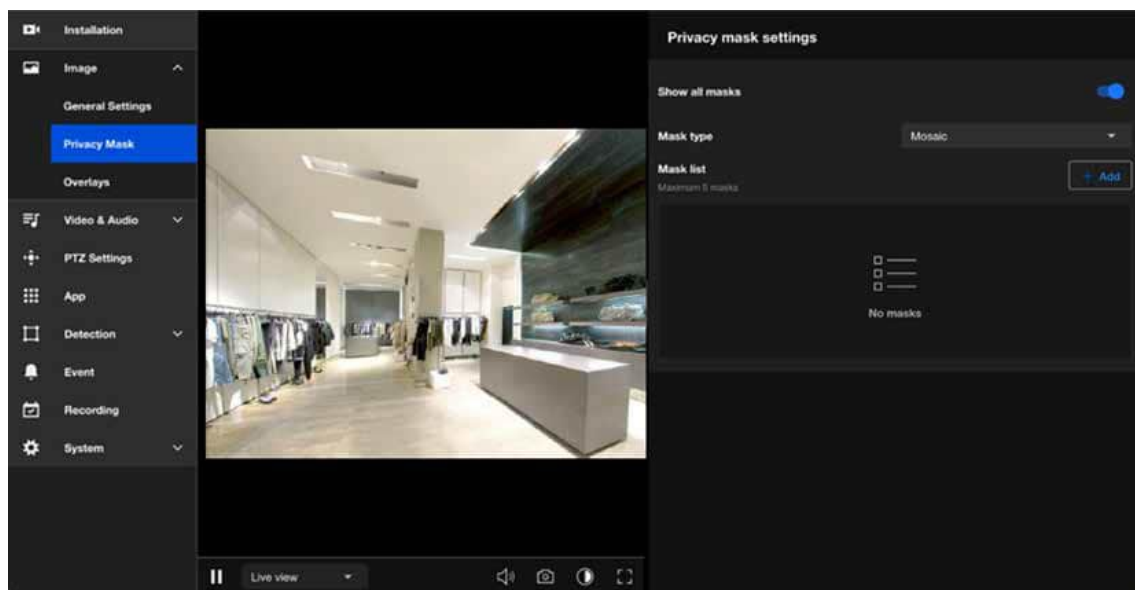 Installation
Image
General Settings
Privacy Mask
Overlays
Video & Audio
PTZ Settings
App
Detection
Event
Recording
System
Live view
Privacy mask settings
Show all masks
Mask type
Mosaic
Mask list
+ Add
Maximum
masks
No masks